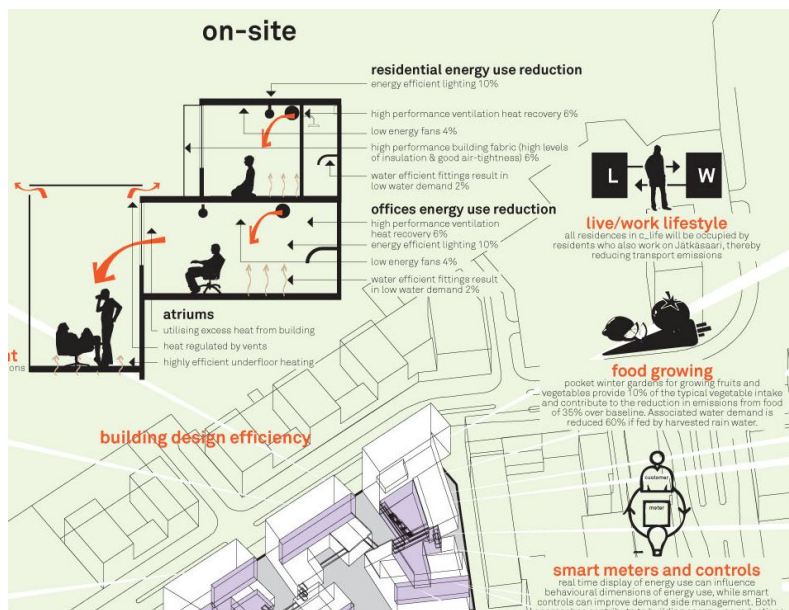 on-site
residential energy use reduction
energy efficient lighting 10%
high performance ventilation heat recovery 6%
low energy fans 4%
high performance building fabric (high levels
of insulation & good air-tightness) 6%
water efficient fittings result in
low water demand 2%
offices energy use reduction
high performance ventilation
heat recovery 6%
energy efficient lighting 10%
low energy fans 4%
water efficient fittings result
in low water demand 2%
atriums
utilising excess heat from building
heat regulated by vents
highly efficient underfloor heating
nt
ons
building design efficiency
L
W
live/work lifestyle
all residences in c_life will be occupied by
residents who also work on Jätkäsaari, thereby
reducing transport emissions
food growing
pocket winter gardens for growing fruits and
vegetables provide 10% of the typical vegetable intake
and contribute to the reduction in emissions from food
of 35% over baseline. Associated water demand is
reduced 60% if fed by harvested rain water.
customer
meter
smart meters and controls
real time display of energy use can influence
behavioural dimensions of energy use, while smart
controls can improve demand side management. Both